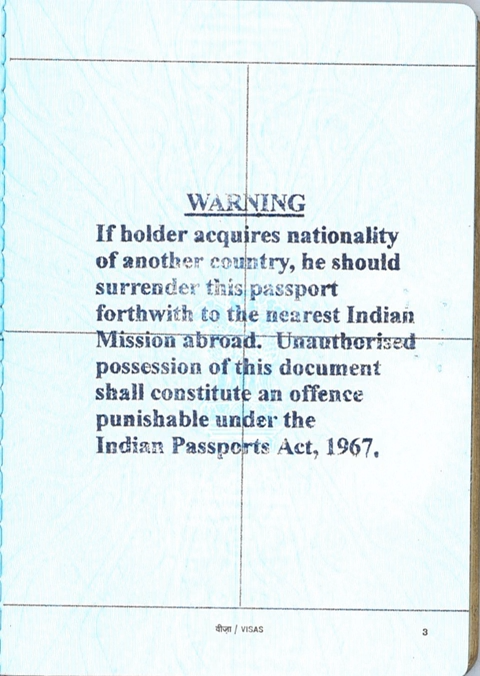 WARNING
If holder acquires nationality
of another country, he should
surrender this passport
forthwith to the nearest Indian
Mission abroad. Unauthorised
possession of this document
shall constitute an offence
punishable under the
Indian Passports Act, 1967.
वीज़ा / VISAS
3